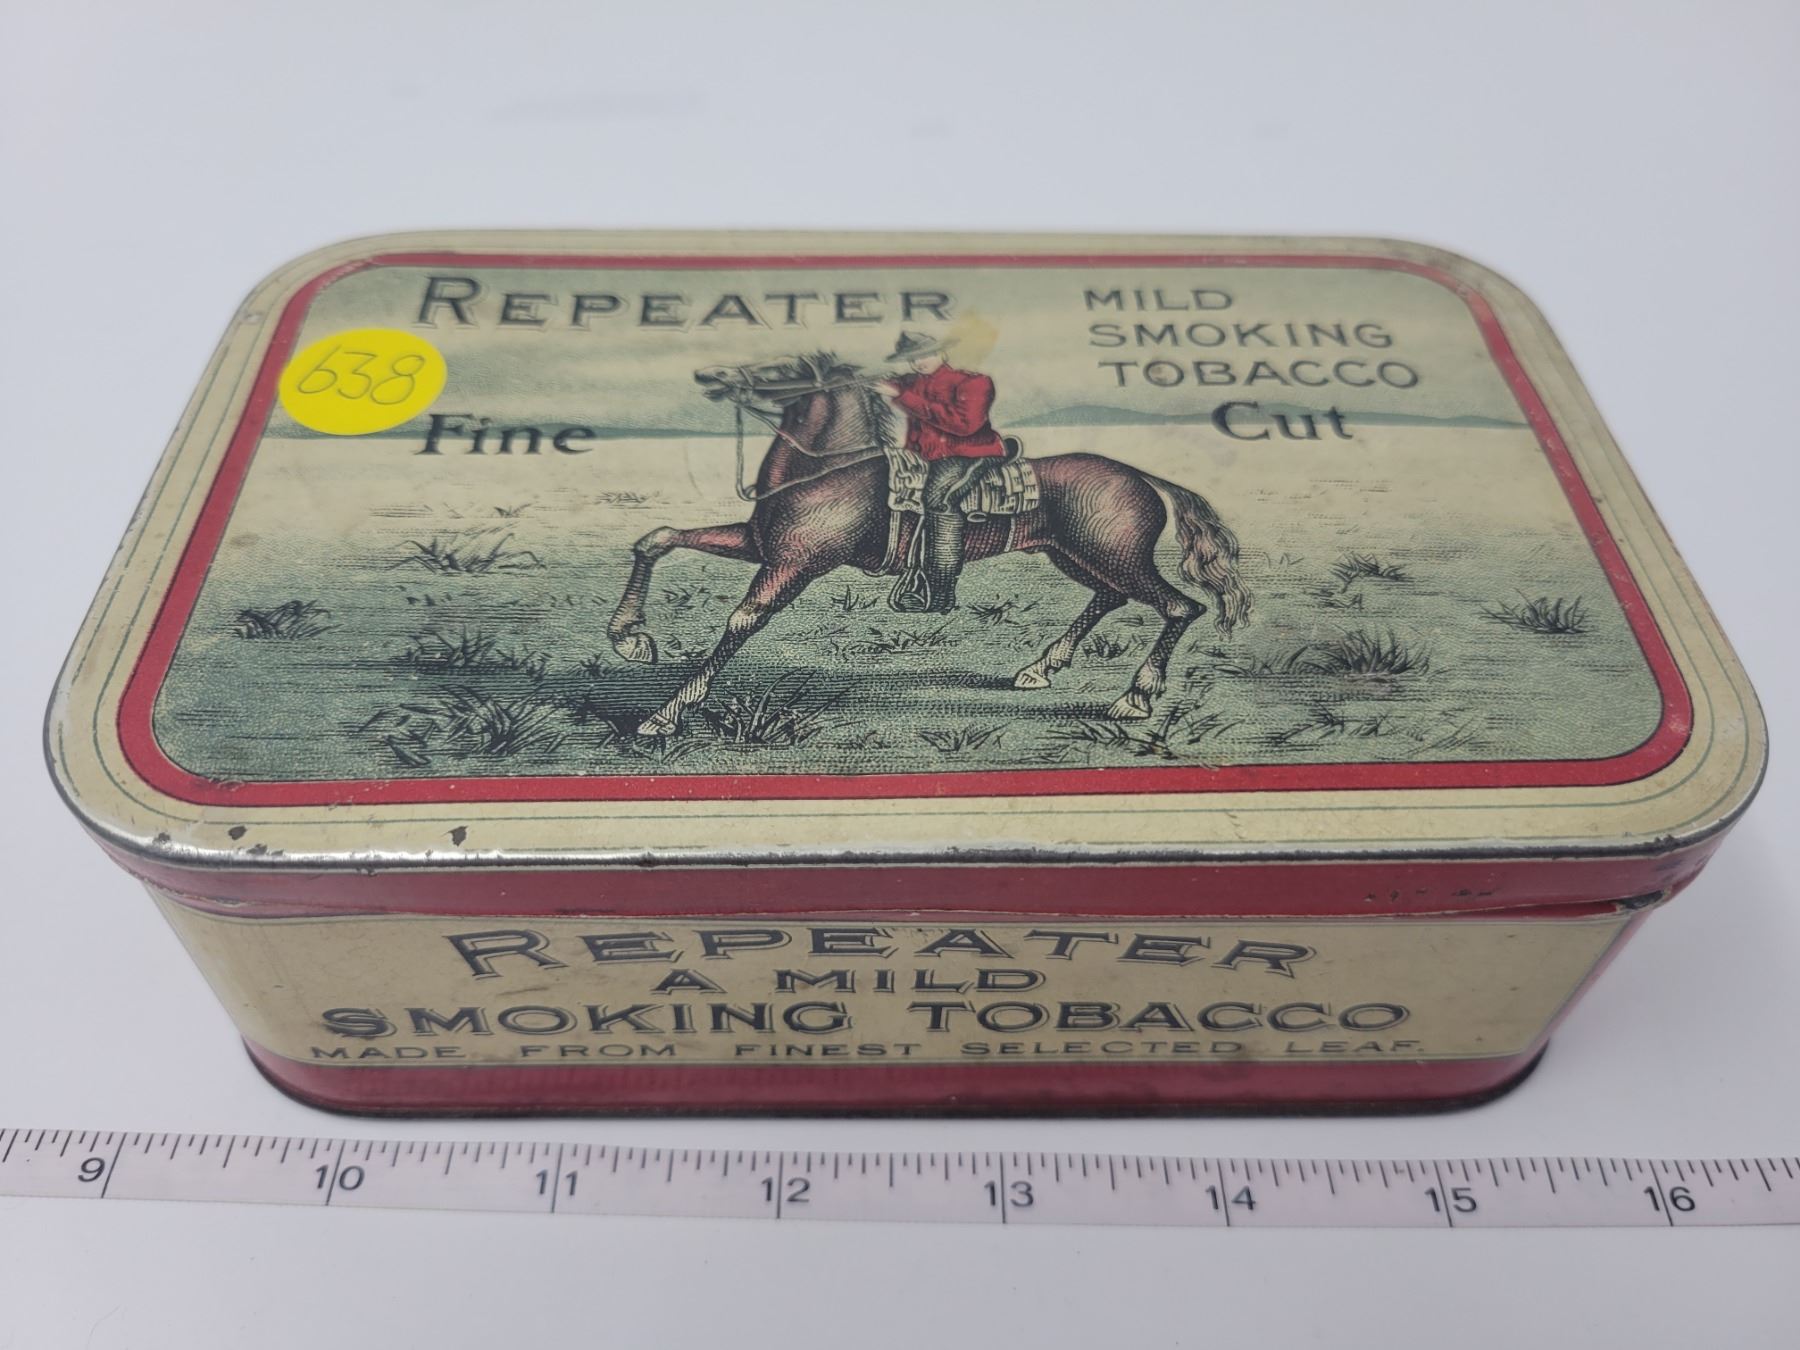 REPEATER
MILD
SMOKING
TOBACCO
638
Fine Cut
REPEATER
A MILD
SMOKING TOBACCO
MADE FROM FINEST SELECTED LEAF.
9 10 11 12 13 14 15 16